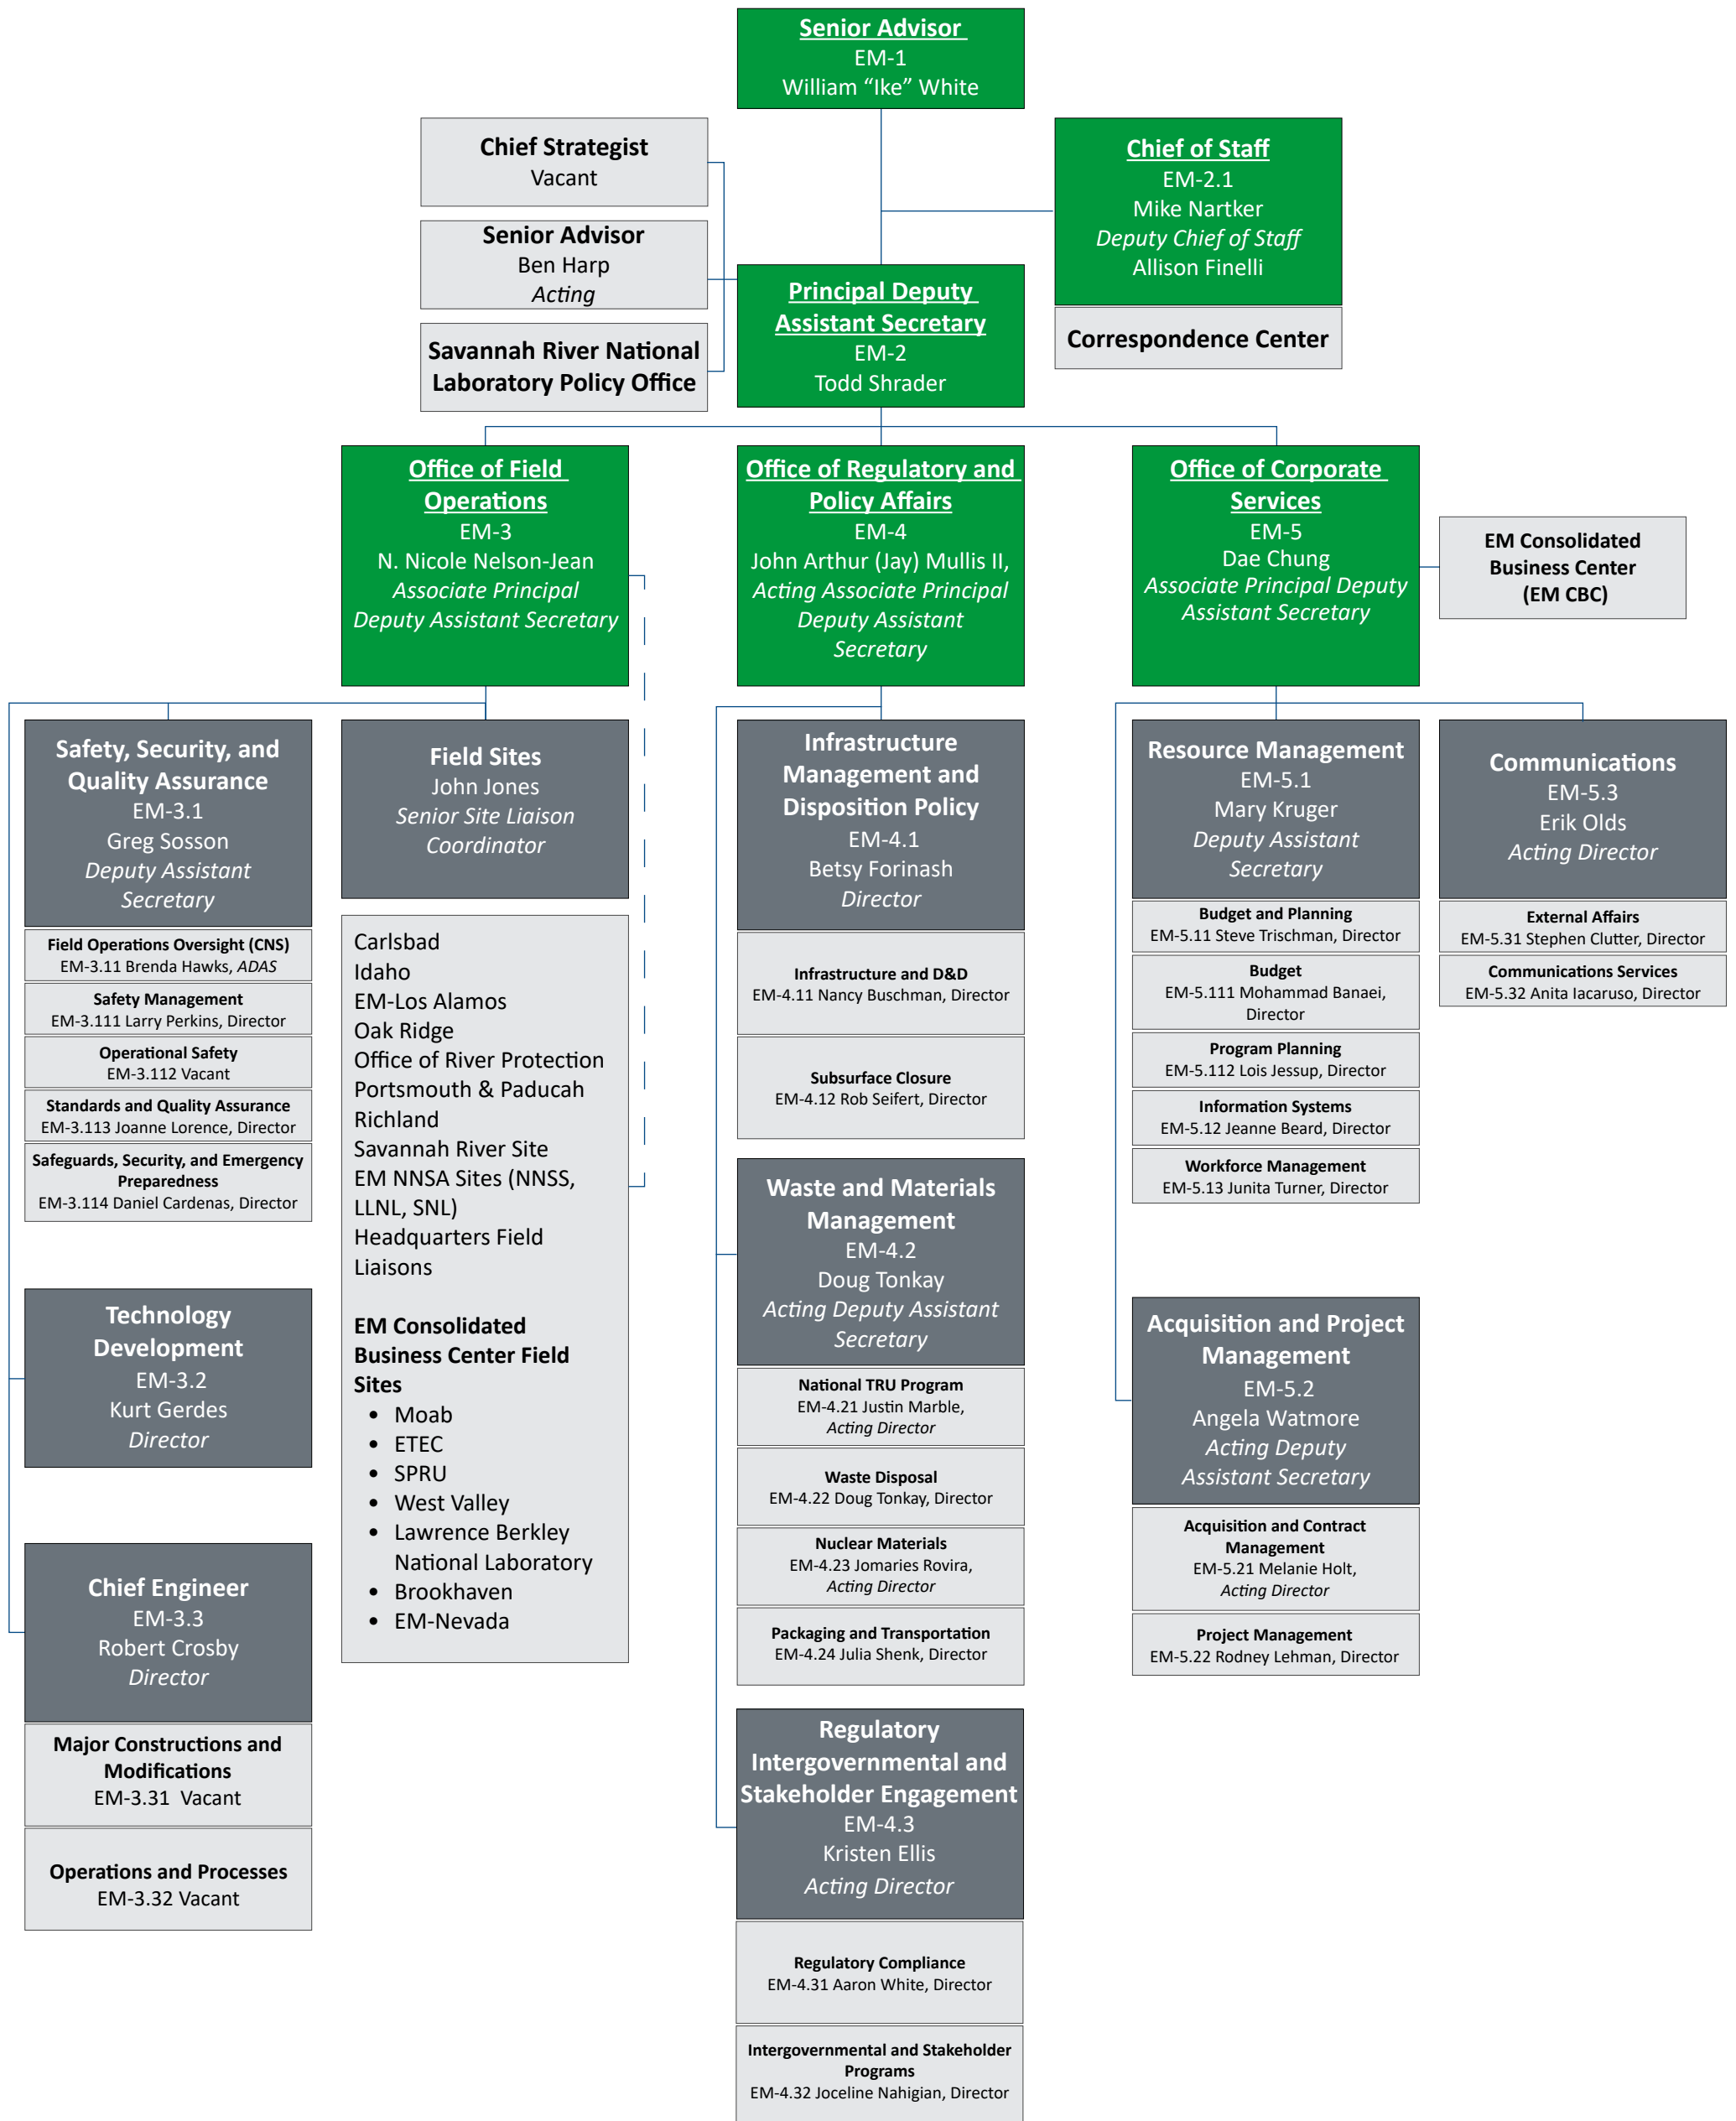 Senior Advisor
EM-1
William “Ike” White
Chief Strategist
Vacant
Senior Advisor
Ben Harp
Acting
Savannah River National
Laboratory Policy Office
Chief of Staff
EM-2.1
Mike Nartker
Deputy Chief of Staff
Allison Finelli
Correspondence Center
Principal Deputy
Assistant Secretary
EM-2
Todd Shrader
Office of Field
Operations
EM-3
N. Nicole Nelson-Jean
Associate Principal
Deputy Assistant Secretary
Office of Regulatory and
Policy Affairs
EM-4
John Arthur (Jay) Mullis II,
Acting Associate Principal
Deputy Assistant
Secretary
Office of Corporate
Services
EM-5
Dae Chung
Associate Principal Deputy
Assistant Secretary
EM Consolidated
Business Center
(EM CBC)
Safety, Security, and
Quality Assurance
EM-3.1
Greg Sosson
Deputy Assistant
Secretary
Field Operations Oversight (CNS)
EM-3.11 Brenda Hawks, ADAS
Safety Management
EM-3.111 Larry Perkins, Director
Operational Safety
EM-3.112 Vacant
Standards and Quality Assurance
EM-3.113 Joanne Lorence, Director
Safeguards, Security, and Emergency
Preparedness
EM-3.114 Daniel Cardenas, Director
Technology
Development
EM-3.2
Kurt Gerdes
Director
Chief Engineer
EM-3.3
Robert Crosby
Director
Major Constructions and
Modifications
EM-3.31 Vacant
Operations and Processes
EM-3.32 Vacant
Field Sites
John Jones
Senior Site Liaison
Coordinator
Carlsbad
Idaho
EM-Los Alamos
Oak Ridge
Office of River Protection
Portsmouth & Paducah
Richland
Savannah River Site
EM NNSA Sites (NNSS,
LLNL, SNL)
Headquarters Field
Liaisons
EM Consolidated
Business Center Field
Sites
• Moab
• ETEC
• SPRU
• West Valley
• Lawrence Berkley
National Laboratory
• Brookhaven
• EM-Nevada
Infrastructure
Management and
Disposition Policy
EM-4.1
Betsy Forinash
Director
Infrastructure and D&D
EM-4.11 Nancy Buschman, Director
Subsurface Closure
EM-4.12 Rob Seifert, Director
Waste and Materials
Management
EM-4.2
Doug Tonkay
Acting Deputy Assistant
Secretary
National TRU Program
EM-4.21 Justin Marble,
Acting Director
Waste Disposal
EM-4.22 Doug Tonkay, Director
Nuclear Materials
EM-4.23 Jomaries Rovira,
Acting Director
Packaging and Transportation
EM-4.24 Julia Shenk, Director
Regulatory
Intergovernmental and
Stakeholder Engagement
EM-4.3
Kristen Ellis
Acting Director
Regulatory Compliance
EM-4.31 Aaron White, Director
Intergovernmental and Stakeholder
Programs
EM-4.32 Joceline Nahigian, Director
Resource Management
EM-5.1
Mary Kruger
Deputy Assistant
Secretary
Budget and Planning
EM-5.11 Steve Trischman, Director
Budget
EM-5.111 Mohammad Banaei,
Director
Program Planning
EM-5.112 Lois Jessup, Director
Information Systems
EM-5.12 Jeanne Beard, Director
Workforce Management
EM-5.13 Junita Turner, Director
Acquisition and Project
Management
EM-5.2
Angela Watmore
Acting Deputy
Assistant Secretary
Acquisition and Contract
Management
EM-5.21 Melanie Holt,
Acting Director
Project Management
EM-5.22 Rodney Lehman, Director
Communications
EM-5.3
Erik Olds
Acting Director
External Affairs
EM-5.31 Stephen Clutter, Director
Communications Services
EM-5.32 Anita Iacaruso, Director